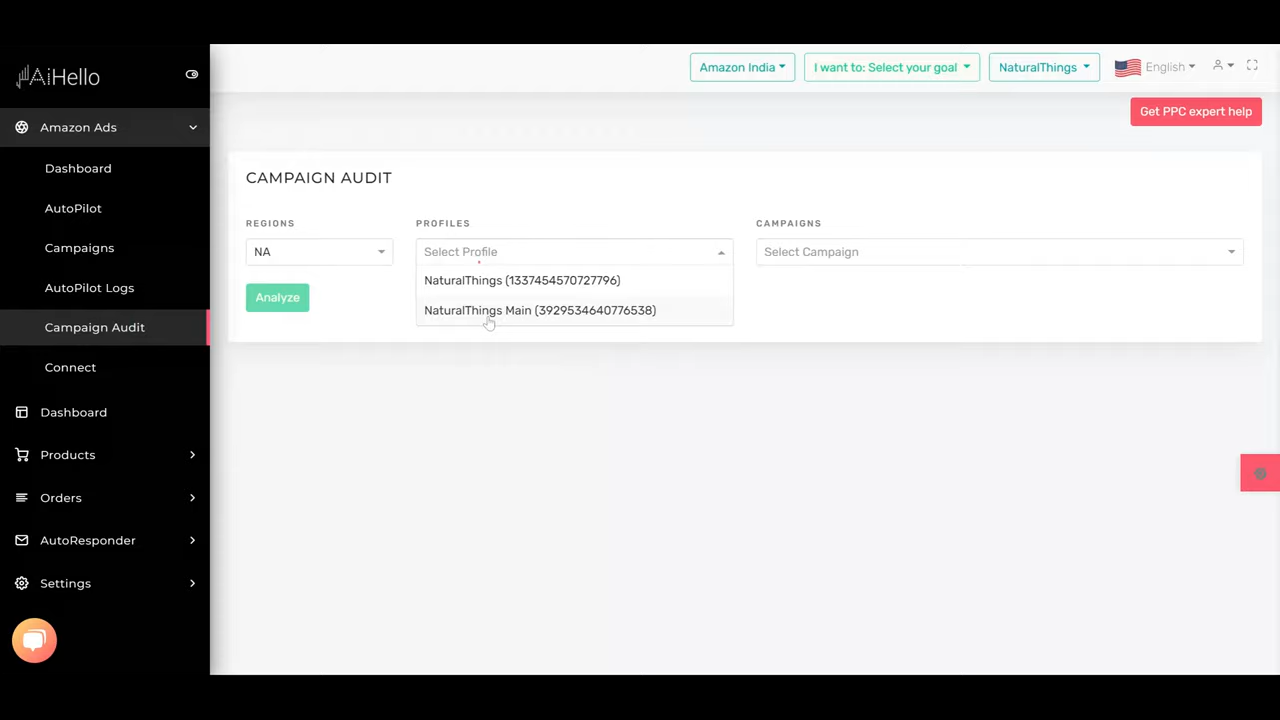 AiHello
Amazon India
I want to: Select your goal
NaturalThings
English
Get PPC expert help
Amazon Ads
Dashboard
AutoPilot
Campaigns
AutoPilot Logs
Campaign Audit
Connect
Dashboard
Products
Orders
AutoResponder
Settings
CAMPAIGN AUDIT
REGIONS
NA
PROFILES
Select Profile
NaturalThings (1337454570727796)
NaturalThings Main (3929534640776538)
CAMPAIGNS
Select Campaign
Analyze